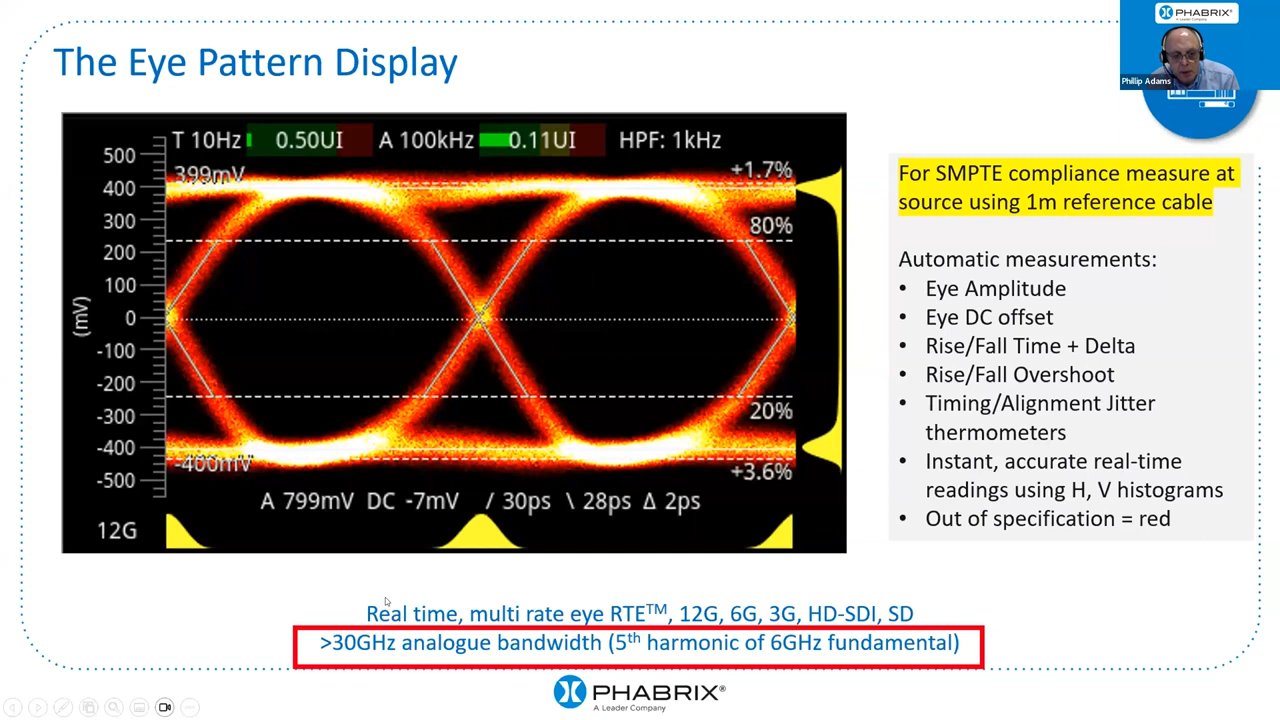 The Eye Pattern Display
PHABRIX®
A Leader Company
Phillip Adams
T 10Hz 0.50UI A 100kHz 0.11UI HPF: 1kHz
500
400
300
200
100
0
-100
-200
-300
-400
-500
(mV)
399mV
+1.7%
80%
20%
-400mV
+3.6%
A 799mV DC -7mV / 30ps \ 28ps Δ 2ps
12G
For SMPTE compliance measure at
source using 1m reference cable
Automatic measurements:
• Eye Amplitude
• Eye DC offset
• Rise/Fall Time + Delta
• Rise/Fall Overshoot
• Timing/Alignment Jitter
thermometers
• Instant, accurate real-time
readings using H, V histograms
• Out of specification = red
Real time, multi rate eye RTE™, 12G, 6G, 3G, HD-SDI, SD
>30GHz analogue bandwidth (5th harmonic of 6GHz fundamental)
PHABRIX®
A Leader Company